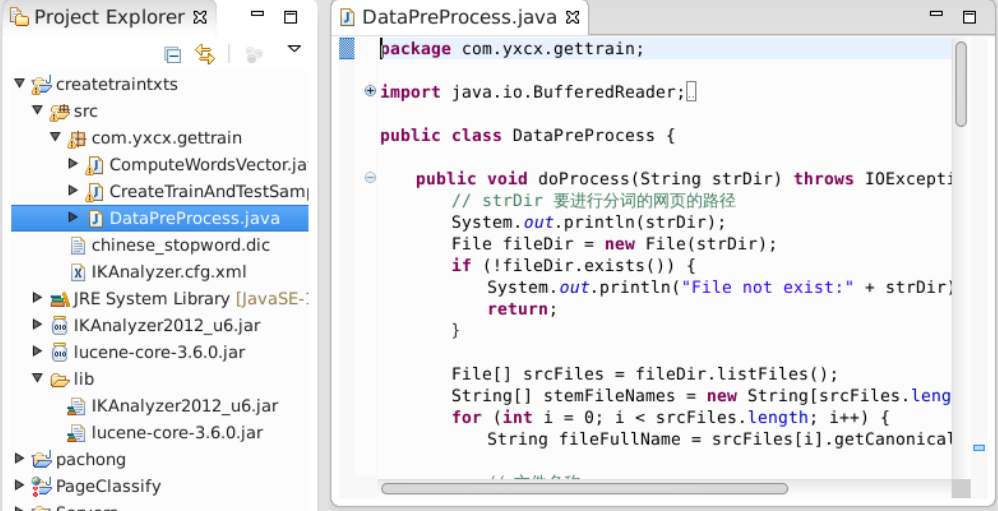 Project Explorer
createtraintxts
src
com.yxcx.gettrain
ComputeWordsVector.ja
CreateTrainAndTestSam
DataPreProcess.java
chinese_stopword.dic
IKAnalyzer.cfg.xml
JRE System Library [JavaSE-
IKAnalyzer2012_u6.jar
lucene-core-3.6.0.jar
lib
IKAnalyzer2012_u6.jar
lucene-core-3.6.0.jar
pachong
PageClassify
Servers
DataPreProcess.java
package com.yxcx.gettrain;
import java.io.BufferedReader;
public class DataPreProcess {
public void doProcess(String strDir) throws IOExcepti
// strDir 要进行分词的网页的路径
System.out.println(strDir);
File fileDir = new File(strDir);
if (!fileDir.exists()) {
System.out.println("File not exist:" + strDir)
return;
}
File[] srcFiles = fileDir.listFiles();
String[] stemFileNames = new String[srcFiles.leng
for (int i = 0; i < srcFiles.length; i++) {
String fileFullName = srcFiles[i].getCanonical